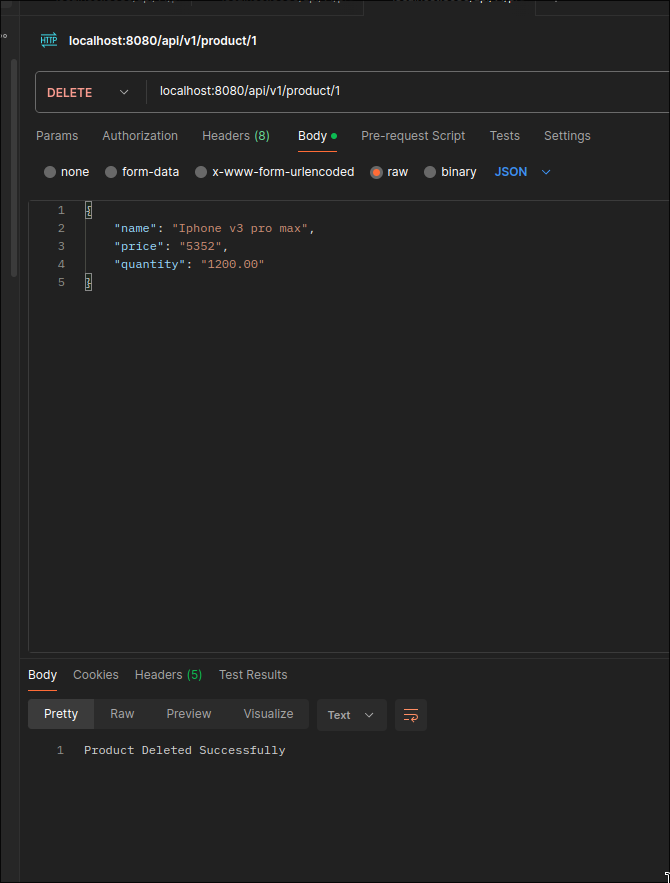 HTTP localhost:8080/api/v1/product/1
DELETE localhost:8080/api/v1/product/1
Params Authorization Headers (8) Body Pre-request Script Tests Settings
none form-data x-www-form-urlencoded raw binary JSON
1 {
2 "name": "Iphone v3 pro max",
3 "price": "5352",
4 "quantity": "1200.00"
5 }
Body Cookies Headers (5) Test Results
Pretty Raw Preview Visualize Text
1 Product Deleted Successfully